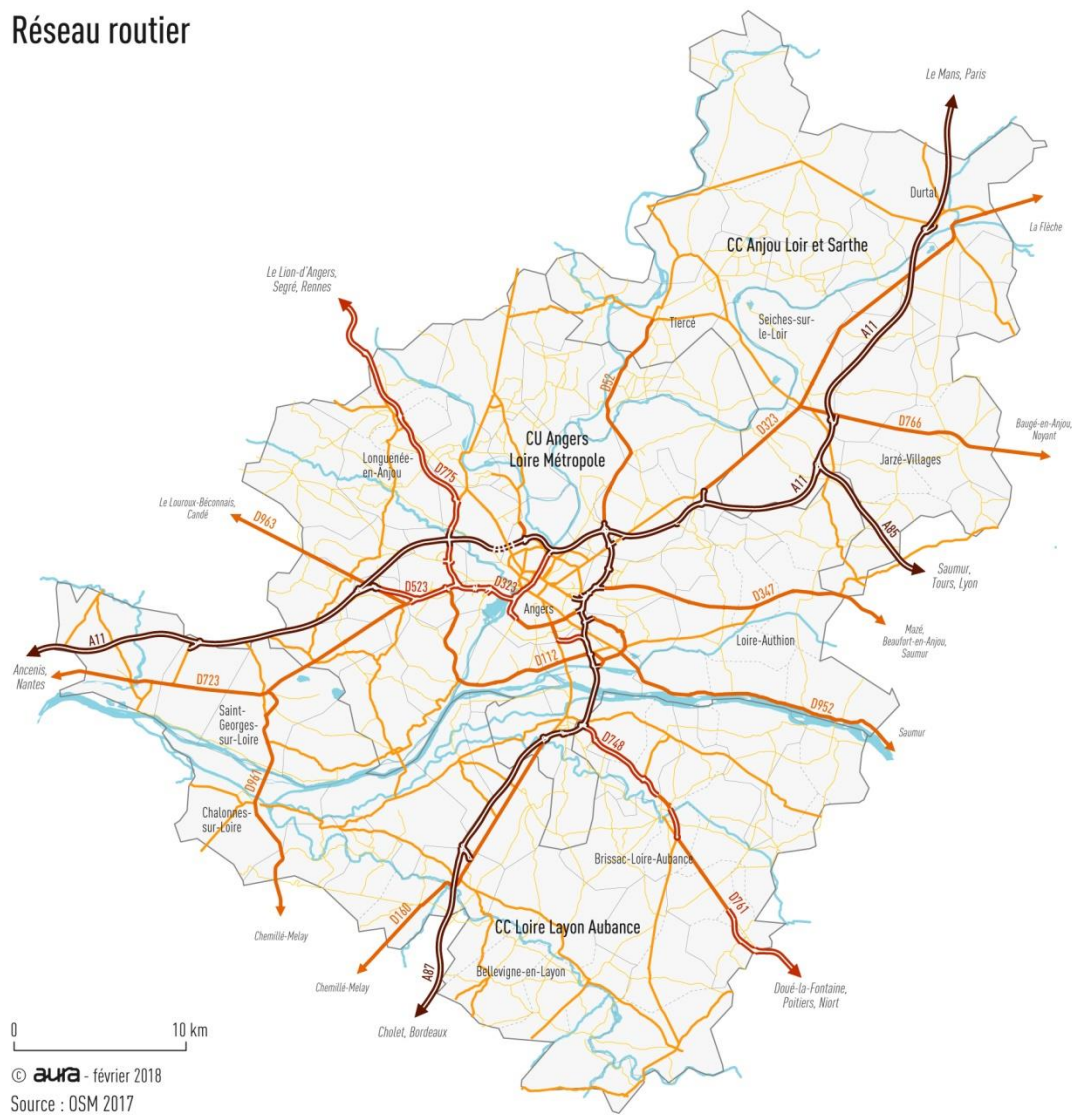 Réseau routier
Le Mans, Paris
Durtal
La Flèche
CC Anjou Loir et Sarthe
Le Lion-d'Angers,
Segré, Rennes
Tiercé
Seiches-sur-
le-Loir
A11
D52
D323
D766
Baugé-en-Anjou,
Noyant
CU Angers
Loire Métropole
Longuenée-
en-Anjou
D775
Jarzé-Villages
A11
Le Louroux-Béconnais,
Candé
D963
A85
Saumur,
Tours, Lyon
D523
D323
Angers
D347
Mazé,
Beaufort-en-Anjou,
Saumur
Loire-Authion
A11
Ancenis,
Nantes
D723
D112
Saint-
Georges-
sur-Loire
D952
Saumur
D748
D961
Chalonnes-
sur-Loire
Brissac-Loire-Aubance
D761
D160
CC Loire Layon Aubance
Chemillé-Melay
A87
Bellevigne-en-Layon
Chemillé-Melay
Doué-la-Fontaine,
Poitiers, Niort
Cholet, Bordeaux
0 10 km
© aura - février 2018
Source : OSM 2017